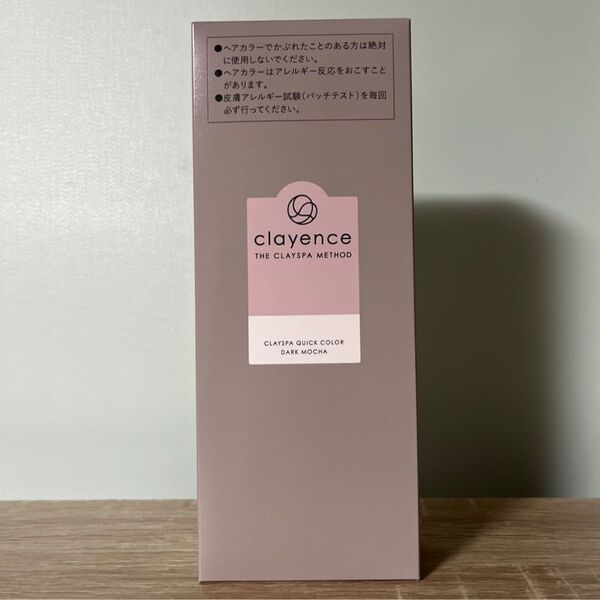 ●ヘアカラーでかぶれたことのある方は絶対
に使用しないでください。
●ヘアカラーはアレルギー反応をおこすこと
があります。
●皮膚アレルギー試験(パッチテスト)を毎回
必ず行ってください。
clayence
THE CLAYSPA METHOD
CLAYSPA QUICK COLOR
DARK MOCHA